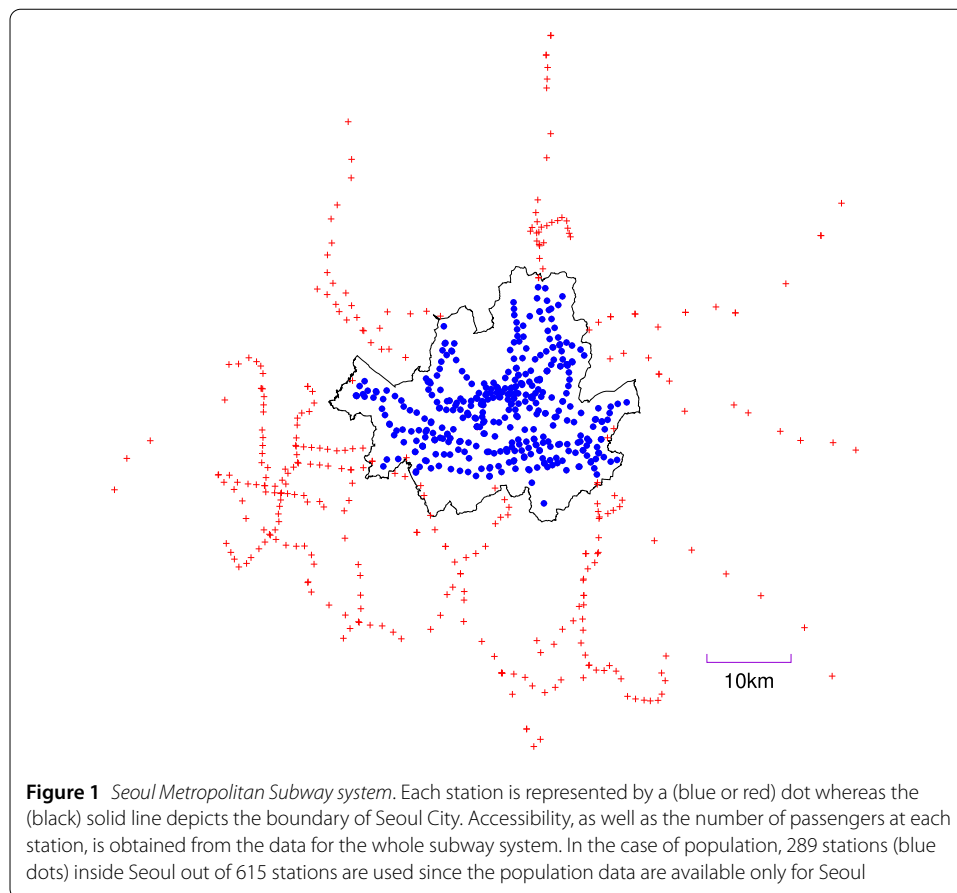 10km
Figure 1 Seoul Metropolitan Subway system. Each station is represented by a (blue or red) dot whereas the
(black) solid line depicts the boundary of Seoul City. Accessibility, as well as the number of passengers at each
station, is obtained from the data for the whole subway system. In the case of population, 289 stations (blue
dots) inside Seoul out of 615 stations are used since the population data are available only for Seoul